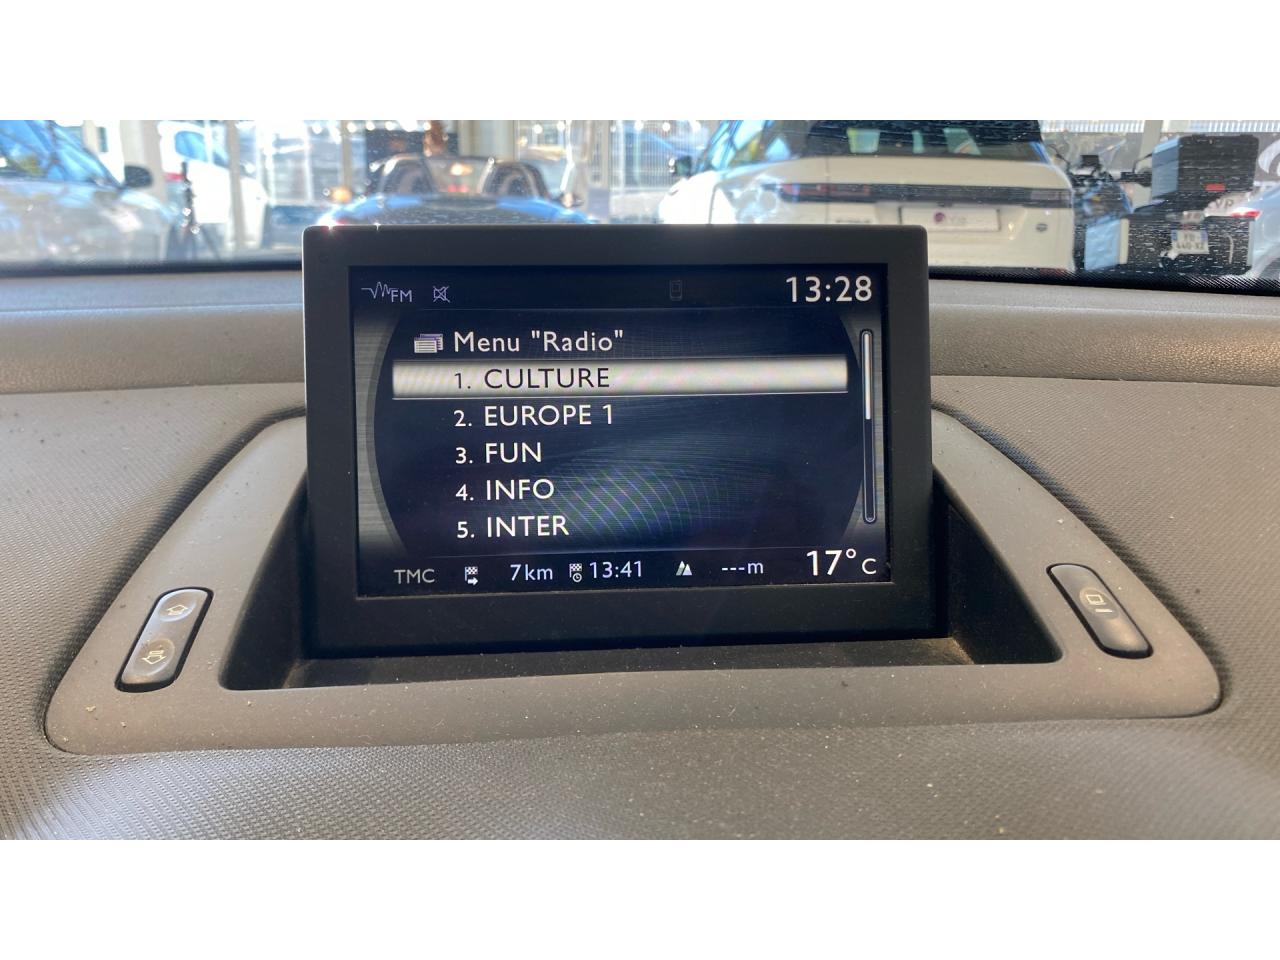 FM
13:28
Menu "Radio"
1. CULTURE
2. EUROPE 1
3. FUN
4. INFO
5. INTER
TMC 7km 13:41 ---m 17° C